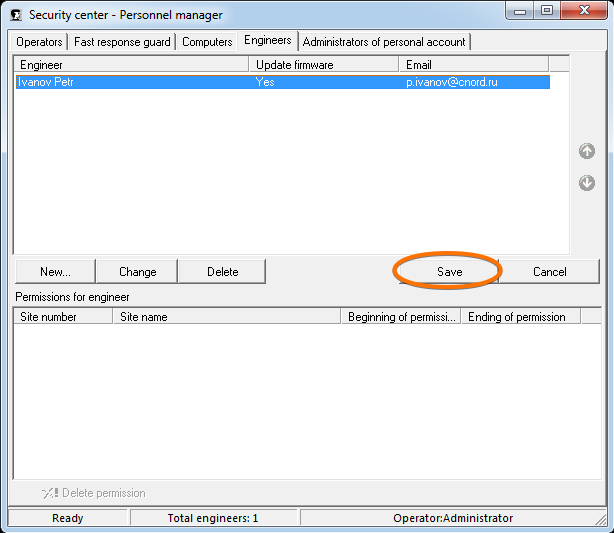 Security center - Personnel manager
Operators Fast response guard Computers Engineers Administrators of personal account
Engineer Update firmware Email
Ivanov Petr Yes p.ivanov@cnord.ru
New... Change Delete Save Cancel
Permissions for engineer
Site number Site name Beginning of permissi... Ending of permission
Delete permission
Ready Total engineers: 1 Operator:Administrator